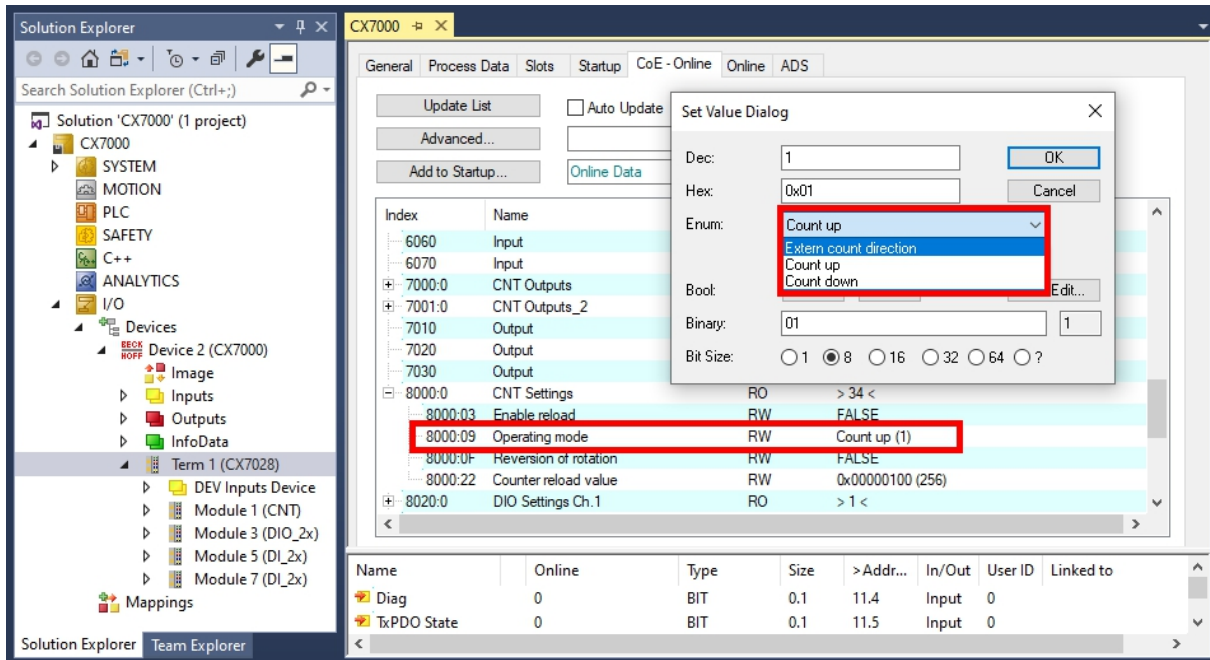 Solution Explorer
Search Solution Explorer (Ctrl+;)
Solution 'CX7000' (1 project)
CX7000
SYSTEM
MOTION
PLC
SAFETY
C++
ANALYTICS
I/O
Devices
BECK
HOFF
Device 2 (CX7000)
Image
Inputs
Outputs
InfoData
Term 1 (CX7028)
DEV Inputs Device
Module 1 (CNT)
Module 3 (DIO_2x)
Module 5 (DI_2x)
Module 7 (DI_2x)
Mappings
Solution Explorer Team Explorer
CX7000
General Process Data Slots Startup CoE - Online Online ADS
Update List Auto Update
Advanced...
Add to Startup... Online Data
Index Name
6060 Input
6070 Input
7000:0 CNT Outputs
7001:0 CNT Outputs_2
7010 Output
7020 Output
7030 Output
8000:0 CNT Settings RO > 34 <
8000:03 Enable reload RW FALSE
8000:09 Operating mode RW Count up (1)
8000:0F Reversion of rotation RW FALSE
8000:22 Counter reload value RW 0x00000100 (256)
8020:0 DIO Settings Ch.1 RO > 1 <
Set Value Dialog
Dec: 1 OK
Hex: 0x01 Cancel
Enum: Count up
Extern count direction
Count up
Count down
Bool: Edit...
Binary: 01 1
Bit Size: 1 8 16 32 64 ?
Name Online Type Size >Addr... In/Out User ID Linked to
Diag 0 BIT 0.1 11.4 Input 0
TxPDO State 0 BIT 0.1 11.5 Input 0